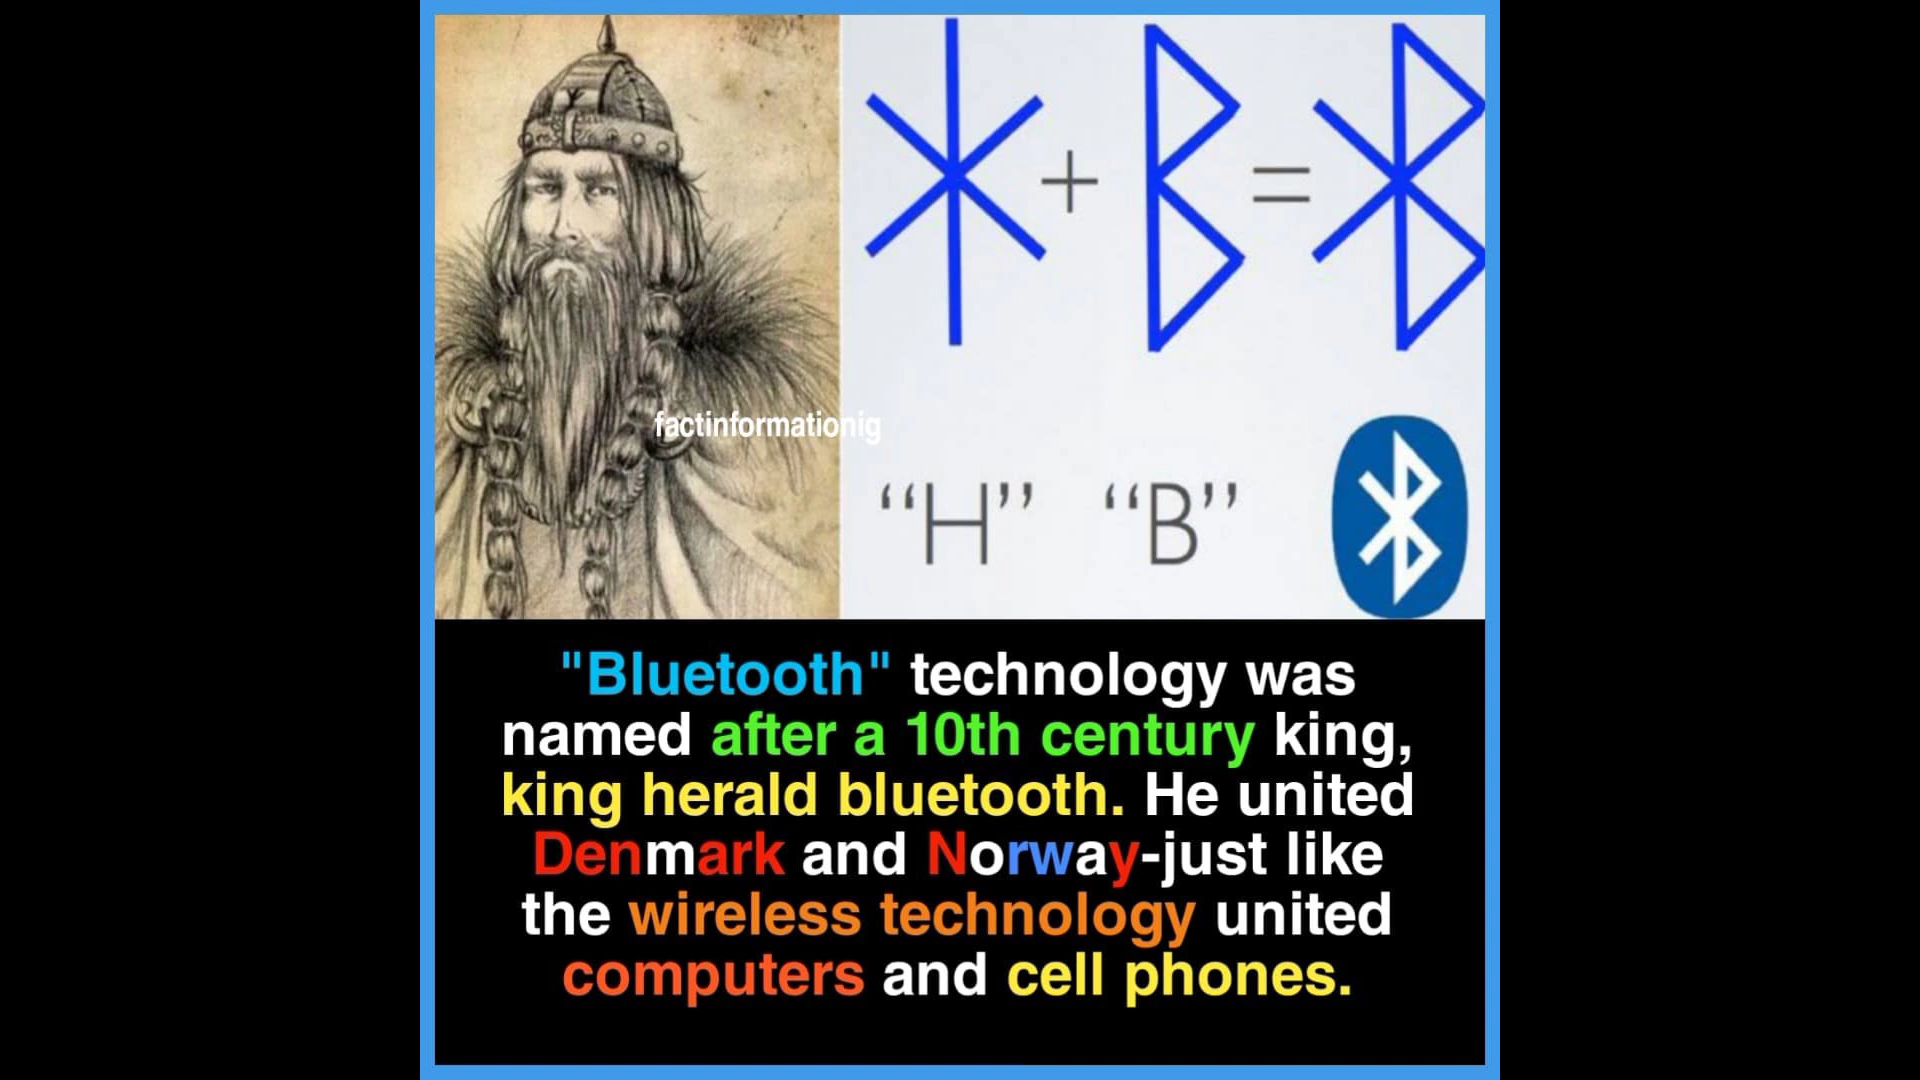 + =
factinformationig
“H” “B”
"Bluetooth" technology was
named after a 10th century king,
king herald bluetooth. He united
Denmark and Norway-just like
the wireless technology united
computers and cell phones.